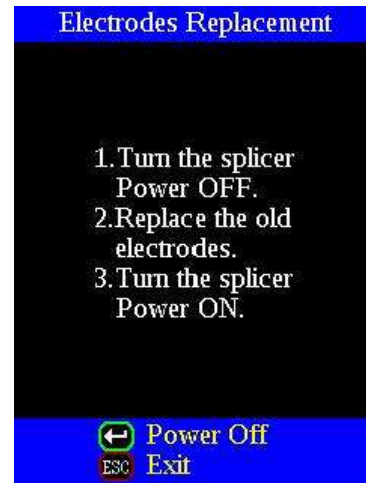 Electrodes Replacement
1.Turn the splicer
Power OFF.
2.Replace the old
electrodes.
3.Turn the splicer
Power ON.
Power Off
ESC Exit